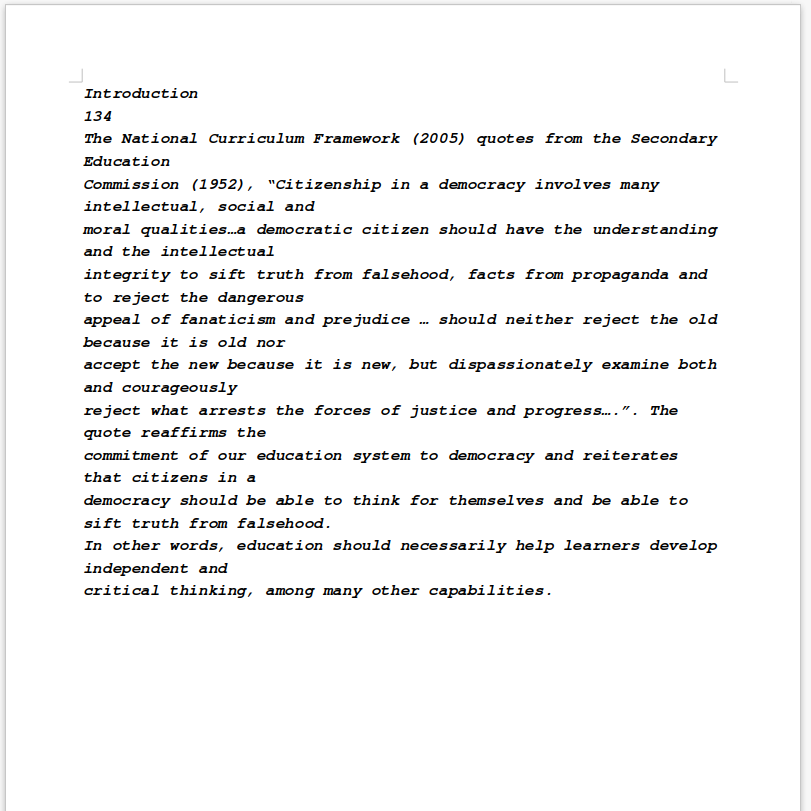 Introduction
134
The National Curriculum Framework (2005) quotes from the Secondary
Education
Commission (1952), “Citizenship in a democracy involves many
intellectual, social and
moral qualities…a democratic citizen should have the understanding
and the intellectual
integrity to sift truth from falsehood, facts from propaganda and
to reject the dangerous
appeal of fanaticism and prejudice … should neither reject the old
because it is old nor
accept the new because it is new, but dispassionately examine both
and courageously
reject what arrests the forces of justice and progress….”. The
quote reaffirms the
commitment of our education system to democracy and reiterates
that citizens in a
democracy should be able to think for themselves and be able to
sift truth from falsehood.
In other words, education should necessarily help learners develop
independent and
critical thinking, among many other capabilities.